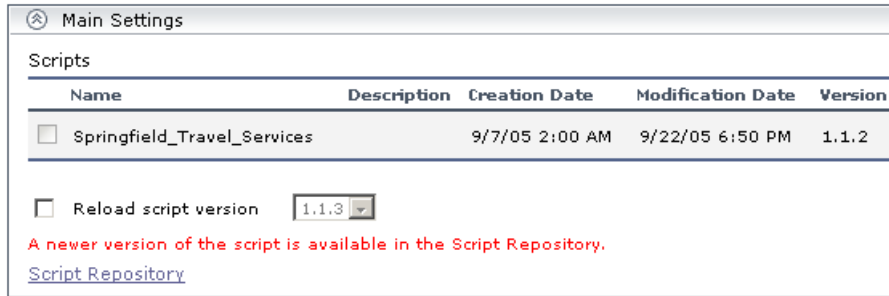 Main Settings
Scripts
Name Description Creation Date Modification Date Version
Springfield_Travel_Services 9/7/05 2:00 AM 9/22/05 6:50 PM 1.1.2
Reload script version 1.1.3
A newer version of the script is available in the Script Repository.
Script Repository